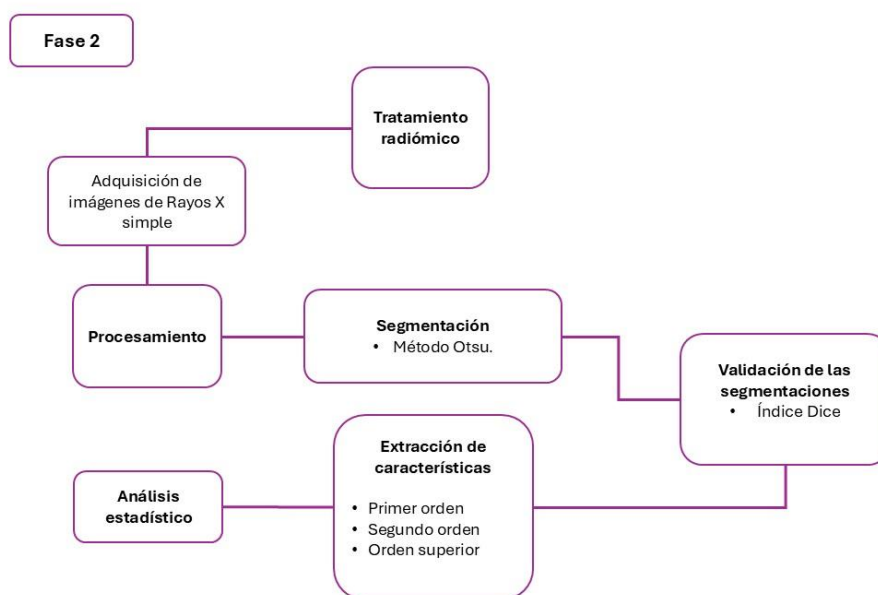 Fase 2
Tratamiento
radiómico
Adquisición de
imágenes de Rayos X
simple
Procesamiento
Segmentación
• Método Otsu.
Validación de las
segmentaciones
• Índice Dice
Extracción de
características
• Primer orden
• Segundo orden
• Orden superior
Análisis
estadístico